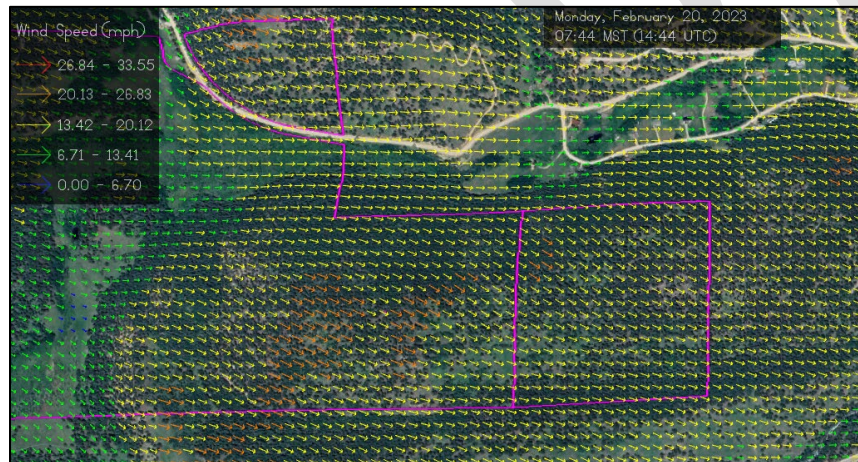 Wind Speed (mph)
26.84 - 33.55
20.13 - 26.83
13.42 - 20.12
6.71 - 13.41
0.00 - 6.70
Monday, February 20, 2023
07:44 MST (14:44 UTC)